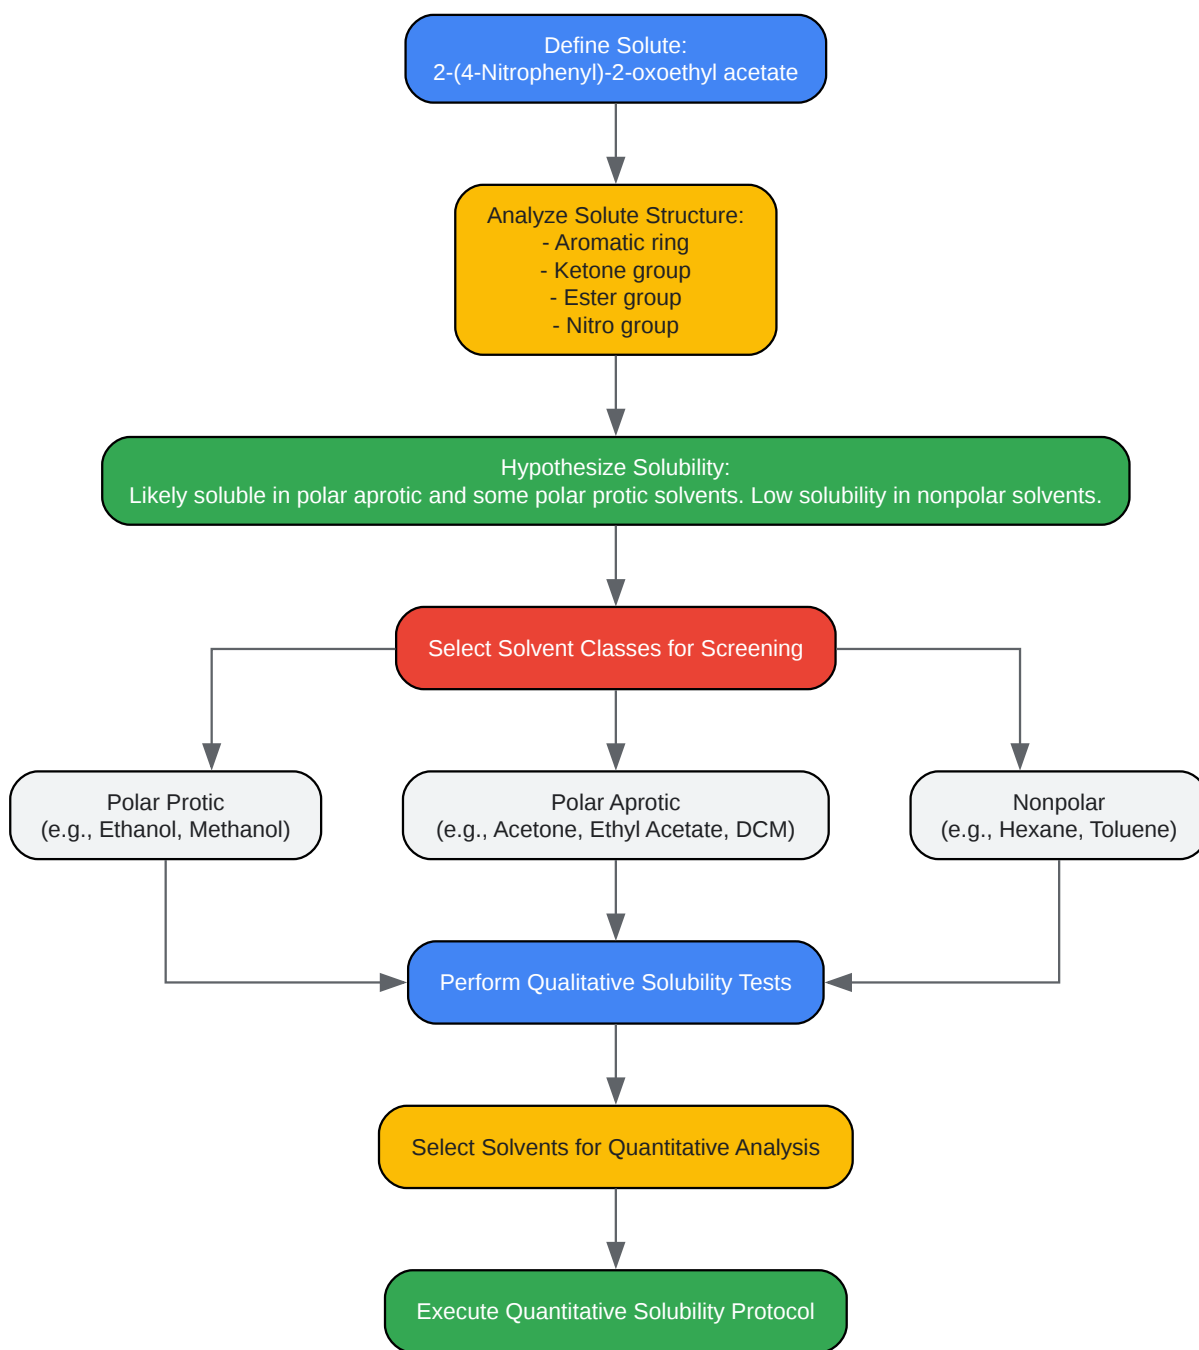 Define Solute:
2-(4-Nitrophenyl)-2-oxoethyl acetate
Analyze Solute Structure:
- Aromatic ring
- Ketone group
- Ester group
- Nitro group
Hypothesize Solubility:
Likely soluble in polar aprotic and some polar protic solvents. Low solubility in nonpolar solvents.
Select Solvent Classes for Screening
Polar Protic
(e.g., Ethanol, Methanol)
Polar Aprotic
(e.g., Acetone, Ethyl Acetate, DCM)
Nonpolar
(e.g., Hexane, Toluene)
Perform Qualitative Solubility Tests
Select Solvents for Quantitative Analysis
Execute Quantitative Solubility Protocol